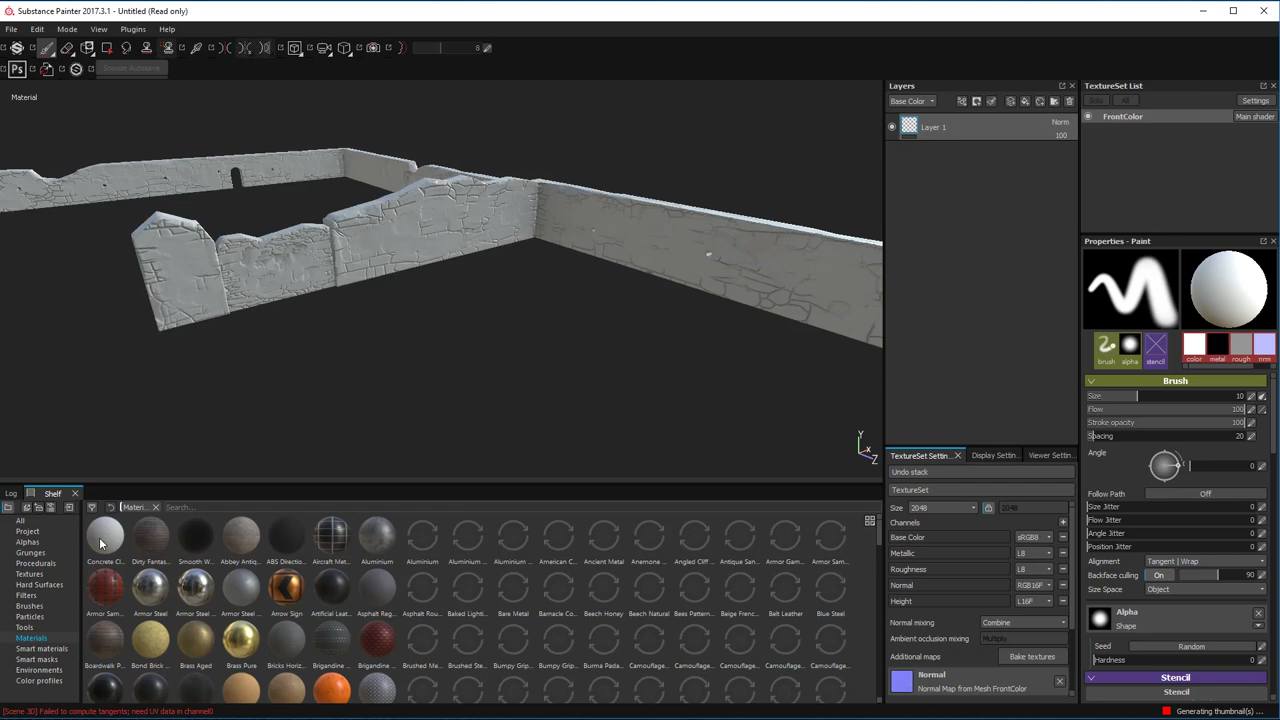 Substance Painter 2017.3.1 - Untitled (Read only)
File Edit Mode View Plugins Help
8
Ps Snooze Autosave
Material
Y
X
Z
Layers
Base Color
Layer 1 Norm
100
TextureSet List
Solo All Settings
FrontColor Main shader
Properties - Paint
brush alpha stencil color metal rough nrm
Brush
Size 10
Flow 100
Stroke opacity 100
Spacing 20
Angle 0
Follow Path Off
Size Jitter 0
Flow Jitter 0
Angle Jitter 0
Position Jitter 0
Alignment Tangent | Wrap
Backface culling On 90
Size Space Object
Alpha
Shape
Seed Random
Hardness 0
Stencil
Stencil
TextureSet Settin... Display Settin... Viewer Settin...
Undo stack
TextureSet
Size 2048 2048
Channels
Base Color sRGB8
Metallic L8
Roughness L8
Normal RGB16F
Height L16F
Normal mixing Combine
Ambient occlusion mixing Multiply
Additional maps Bake textures
Normal
Normal Map from Mesh FrontColor
Log Shelf
Materi... Search...
All
Project
Alphas
Grunges
Procedurals
Textures
Hard Surfaces
Filters
Brushes
Particles
Tools
Materials
Smart materials
Smart masks
Environments
Color profiles
Concrete Cl... Dirty Fantas... Smooth W... Abbey Antiq... ABS Directio... Aircraft Met... Aluminium Aluminium ... Aluminium ... American C... Ancient Metal Anemone ... Angled Cliff ... Antique San... Armor Gam... Armor Sam...
Armor Sam... Armor Steel Armor Steel ... Armor Steel ... Arrow Sign Artificial Leat... Asphalt Reg... Asphalt Rou... Baked Lighti... Bare Metal Barnacle Co... Beech Honey Beech Natural Bees Pattern... Beige Frenc... Belt Leather Blue Steel
Boardwalk P... Bond Brick ... Brass Aged Brass Pure Bricks Horiz... Brigandine ... Brigandine ... Brushed Me... Brushed Ste... Bumpy Grip... Bumpy Grip... Burma Pada... Camouflage... Camouflage... Camouflage... Camouflage... Camouflage...
[Scene 3D] Failed to compute tangents; need UV data in channel0
Generating thumbnail(s) ...